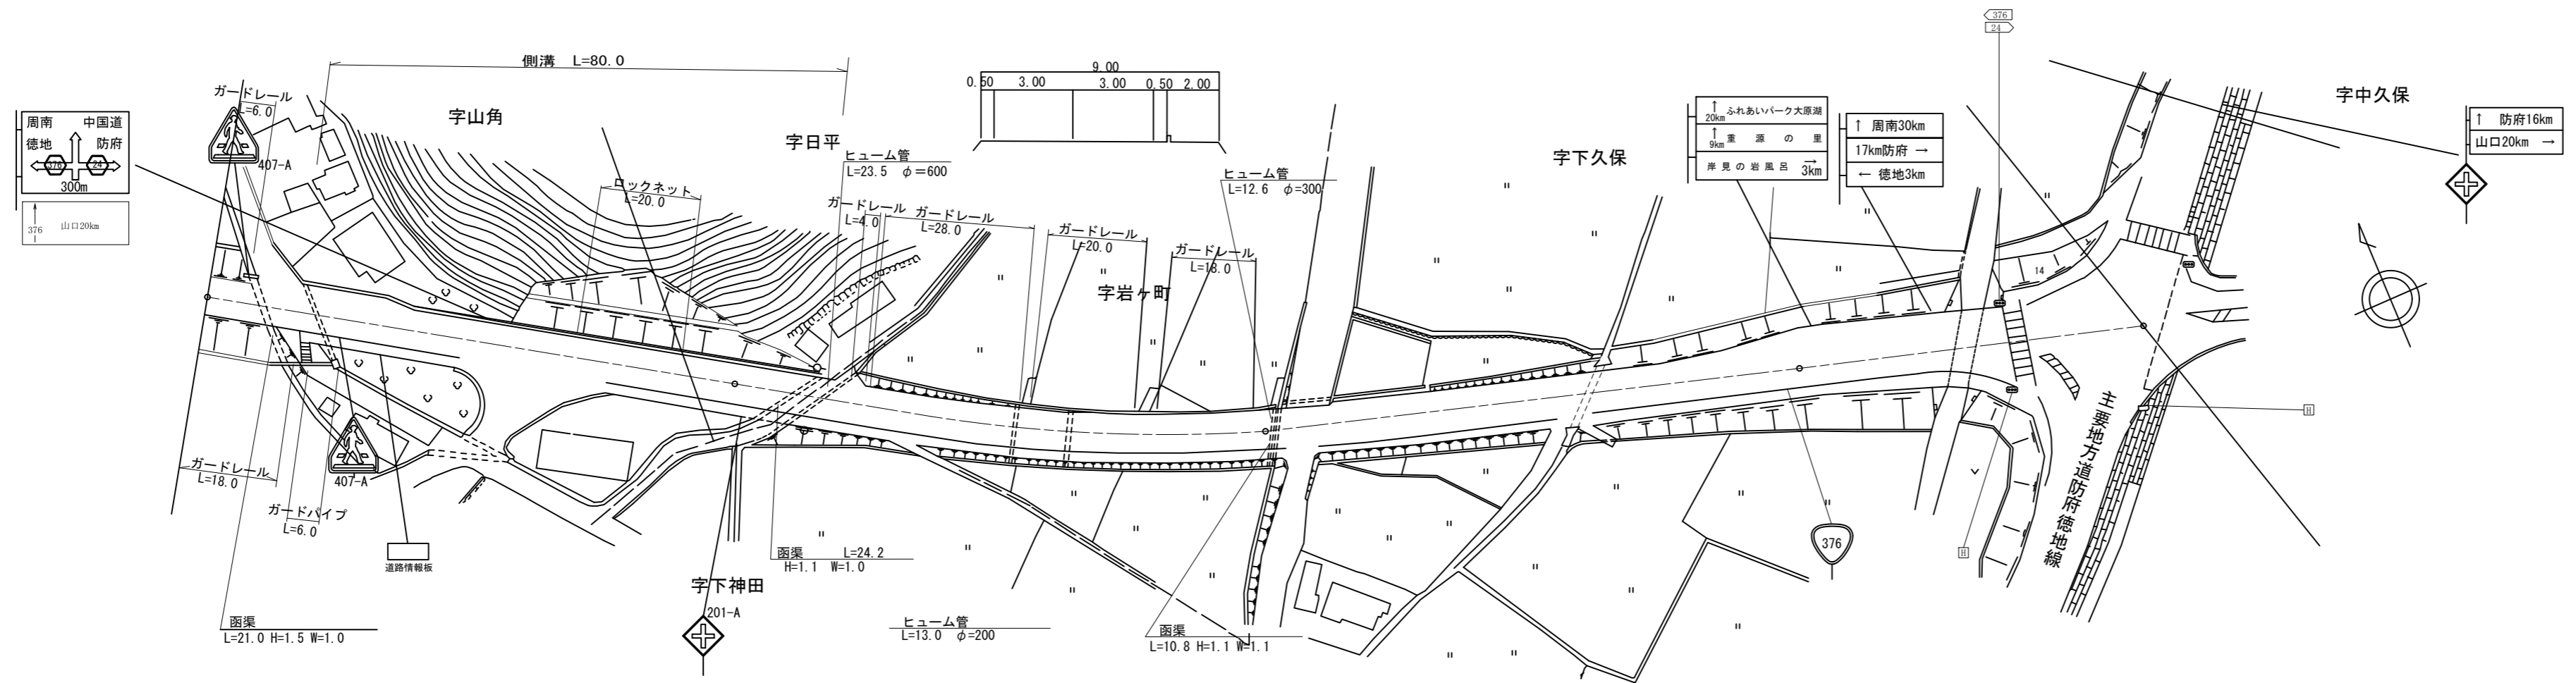 376
24
側溝 L=80.0
9.00
0.50 3.00 3.00 0.50 2.00
字中久保
↑ 防府16km
山口20km →
ガードレール
L=6.0
周南 中国道
徳地 防府
376 24
300m
376
山口20km
407-A
字山角
字日平
ヒューム管
L=23.5 φ=600
ロックネット
L=20.0
ガードレール
L=4.0
ガードレール
L=28.0
ガードレール
L=20.0
ガードレール
L=18.0
字岩ヶ町
ヒューム管
L=12.6 φ=300
字下久保
↑ 20km ふれあいパーク大原湖
↑ 9km 重源の里
岸見の岩風呂 → 3km
↑ 周南30km
17km防府 →
← 徳地3km
14
主要地方道防府徳地線
H
H
376
ガードレール
L=18.0
407-A
ガードパイプ
L=6.0
道路情報板
函渠
L=21.0 H=1.5 W=1.0
函渠 L=24.2
H=1.1 W=1.0
字下神田
201-A
ヒューム管
L=13.0 φ=200
函渠
L=10.8 H=1.1 W=1.1